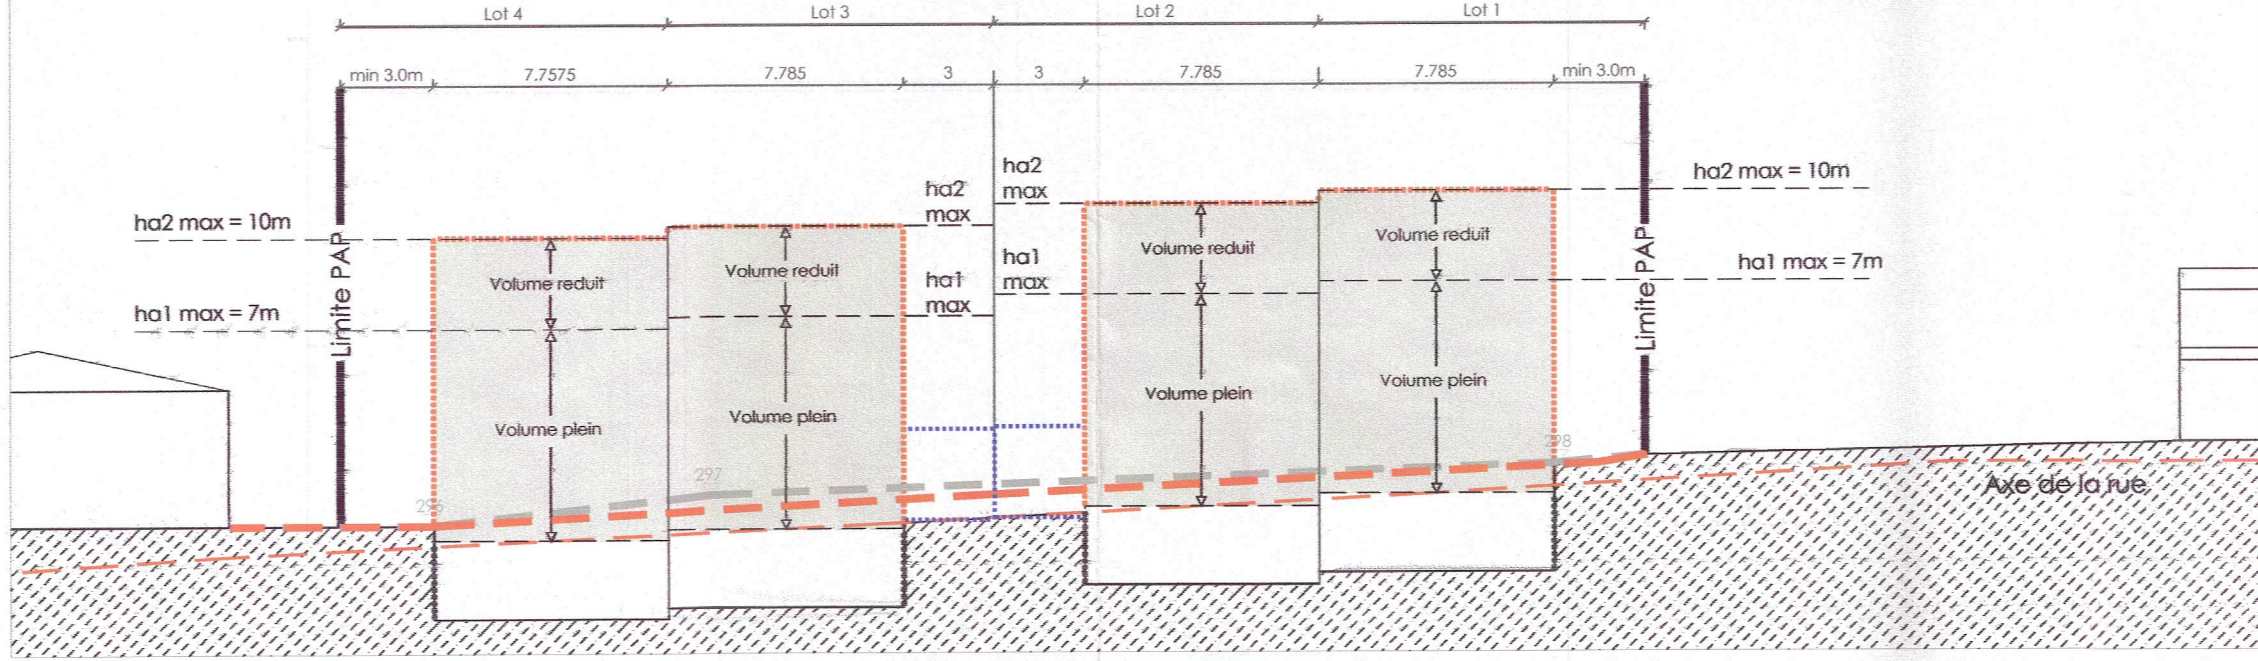 Lot 4
Lot 3
Lot 2
Lot 1
min 3.0m
7.7575
7.785
3
3
7.785
7.785
min 3.0m
ha2 max = 10m
ha1 max = 7m
Limite PAP
Volume reduit
Volume plein
Volume reduit
Volume plein
ha2
max
ha1
max
ha2
max
ha1
max
Volume reduit
Volume plein
Volume reduit
Volume plein
Limite PAP
ha2 max = 10m
ha1 max = 7m
296
297
298
Axe de la rue